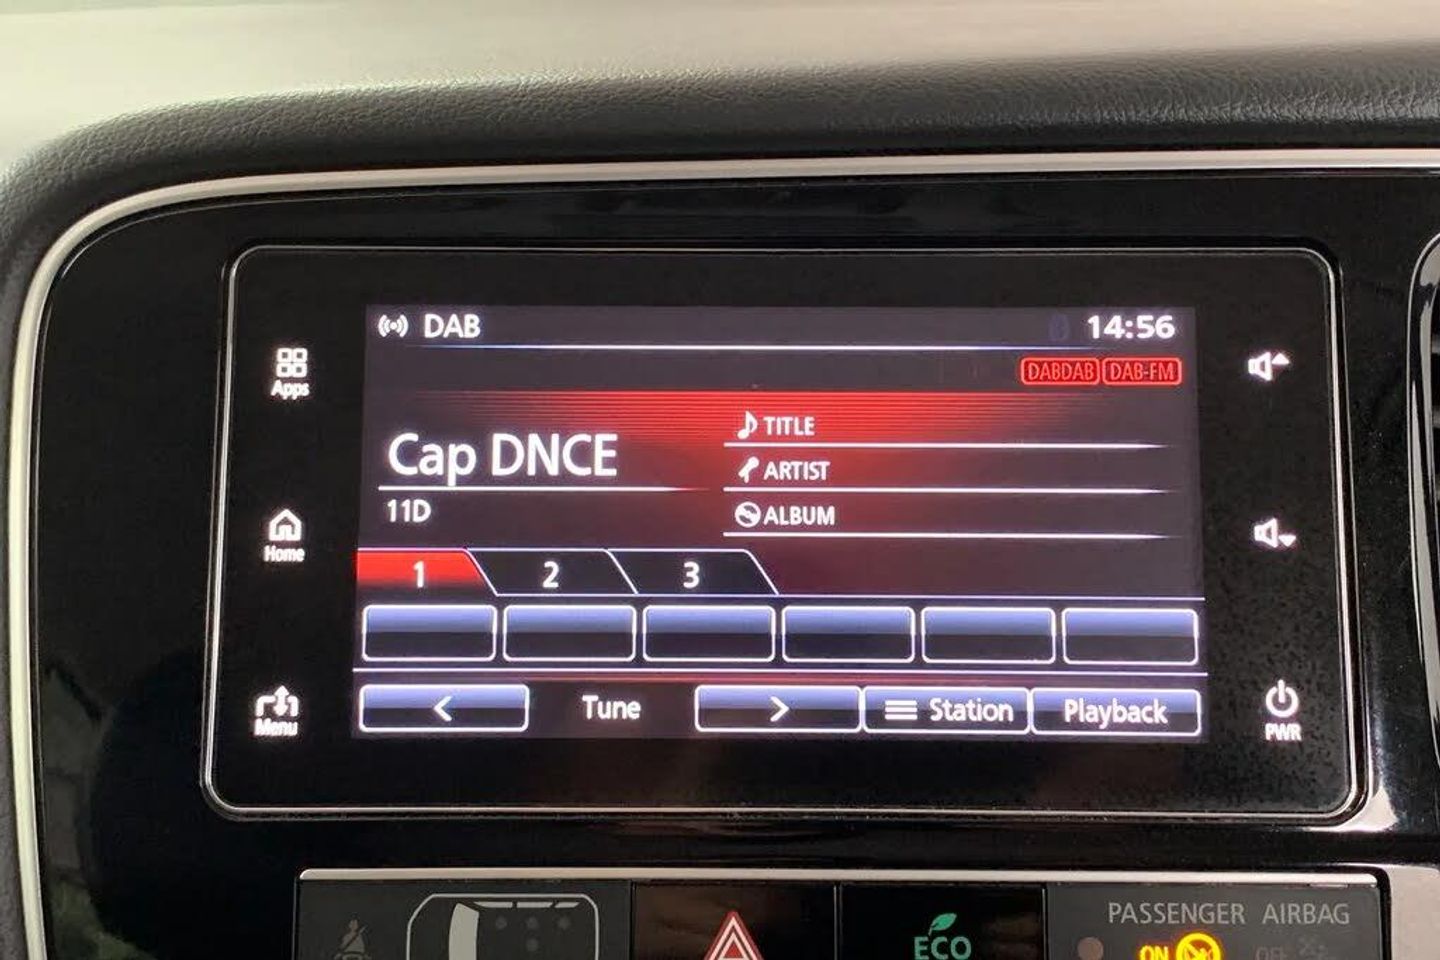 DAB
14:56
DABDAB DAB-FM
Apps
Cap DNCE
11D
TITLE
ARTIST
ALBUM
Home
1 2 3
Menu
< Tune > Station Playback
PWR
PASSENGER AIRBAG
ECO
ON OFF